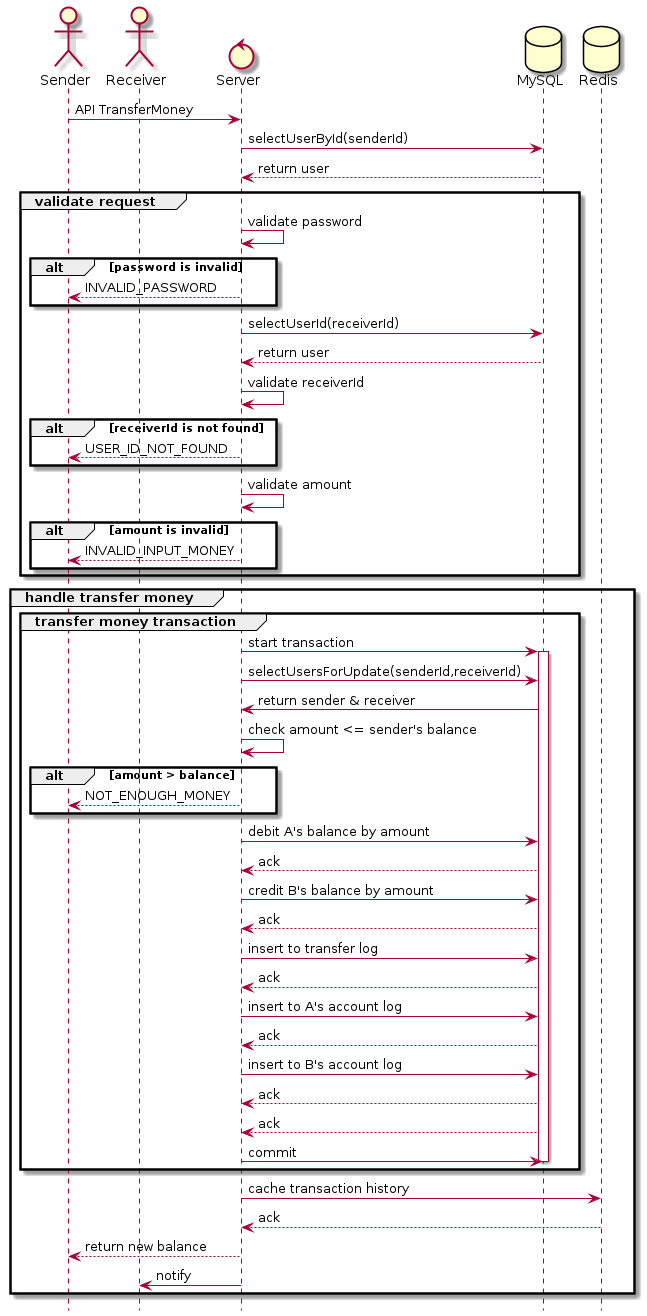 Sender
Receiver
Server
MySQL
Redis
API TransferMoney
selectUserById(senderId)
return user
validate request
validate password
alt [password is invalid]
INVALID_PASSWORD
selectUserId(receiverId)
return user
validate receiverId
alt [receiverId is not found]
USER_ID_NOT_FOUND
validate amount
alt [amount is invalid]
INVALID_INPUT_MONEY
handle transfer money
transfer money transaction
start transaction
selectUsersForUpdate(senderId,receiverId)
return sender & receiver
check amount <= sender's balance
alt [amount > balance]
NOT_ENOUGH_MONEY
debit A's balance by amount
ack
credit B's balance by amount
ack
insert to transfer log
ack
insert to A's account log
ack
insert to B's account log
ack
ack
commit
cache transaction history
ack
return new balance
notify